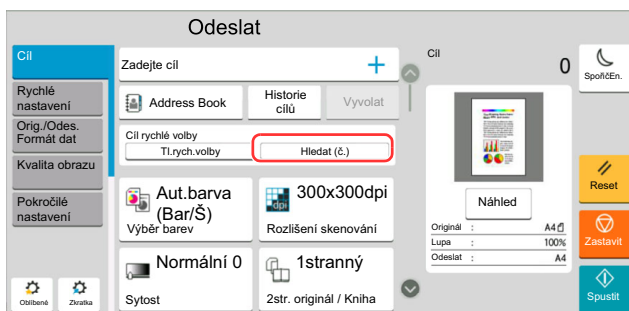 Odeslat
Cíl
Rychlé
nastavení
Orig./Odes.
Formát dat
Kvalita obrazu
Pokročilé
nastavení
Oblíbené
Zkratka
Zadejte cíl
Address Book
Historie
cílů
Vyvolat
Cíl rychlé volby
Tl.rych.volby
Hledat (č.)
Aut.barva
(Bar/Š)
Výběr barev
dpi
300x300dpi
Rozlišení skenování
Normální 0
Sytost
1stranný
2str. originál / Kniha
Cíl
0
Náhled
Originál : A4
Lupa : 100%
Odeslat : A4
SpořičEn.
Reset
Zastavit
Spustit